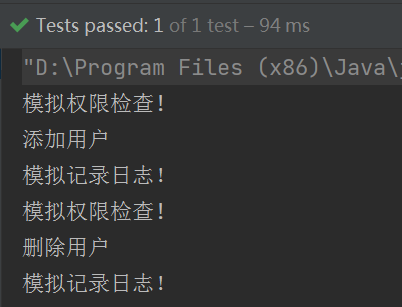 Tests passed: 1 of 1 test – 94 ms
"D:\Program Files (x86)\Java\
模拟权限检查!
添加用户
模拟记录日志!
模拟权限检查!
删除用户
模拟记录日志!